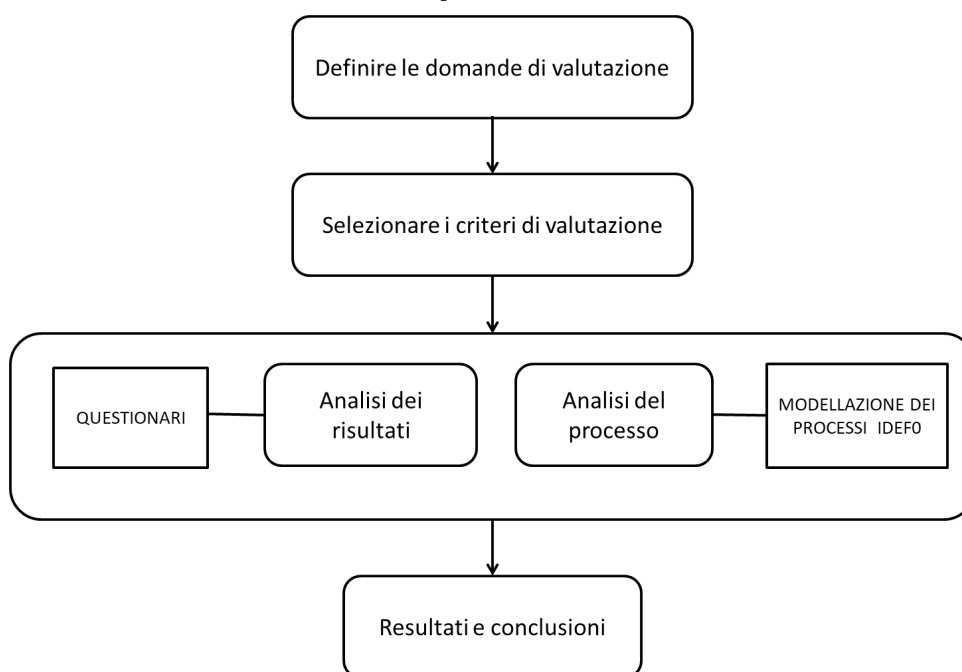 Definire le domande di valutazione
Selezionare i criteri di valutazione
QUESTIONARI
Analisi dei
risultati
Analisi del
processo
MODELLAZIONE DEI
PROCESSI IDEF0
Resultati e conclusioni